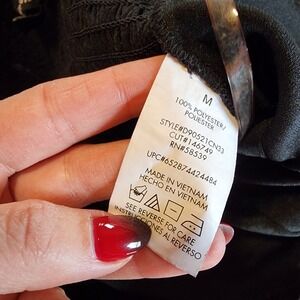 M
100% POLYESTER/
POLIESTER
STYLE#D90521CN33
CUT#146749
RN#58539
UPC#652874424484
MADE IN VIETNAM
HECHO EN VIETNAM
SEE REVERSE FOR CARE
INSTRUCCIONES AL REVERSO